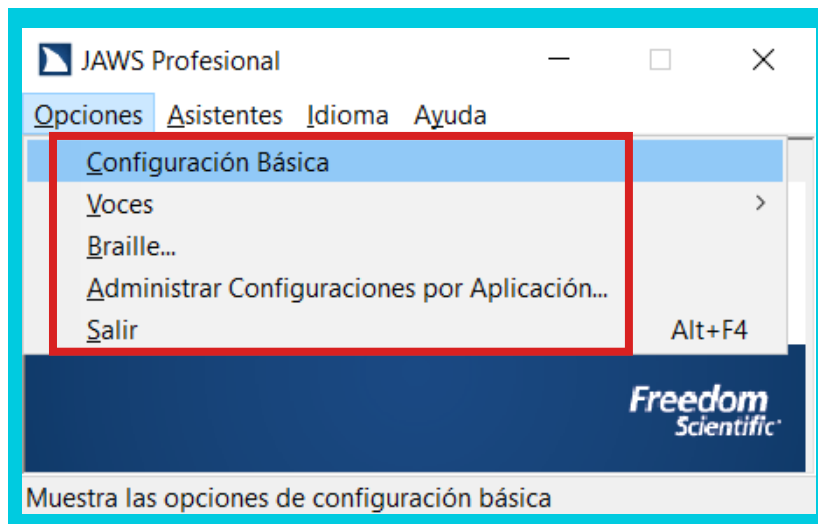 JAWS Profesional
Opciones Asistentes Idioma Ayuda
Configuración Básica
Voces
Braille...
Administrar Configuraciones por Aplicación...
Salir Alt+F4
Freedom
Scientific
Muestra las opciones de configuración básica